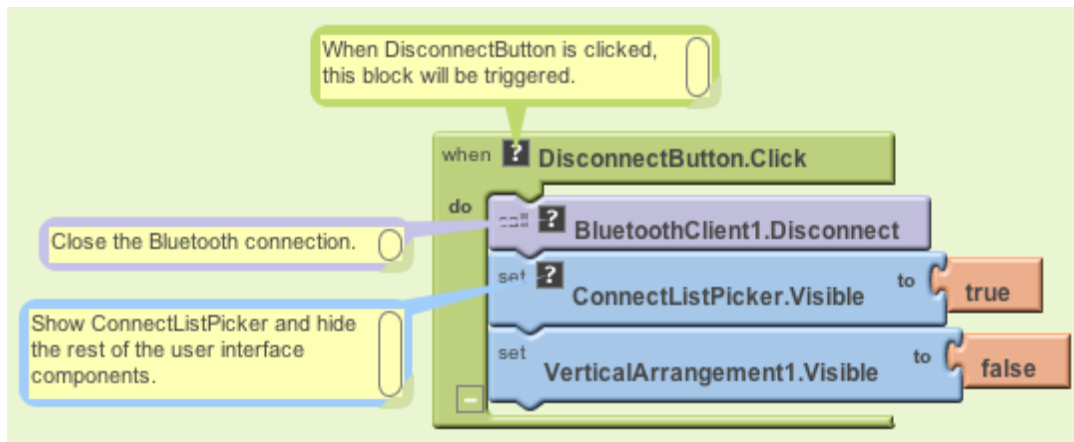 When DisconnectButton is clicked,
this block will be triggered.
when ? DisconnectButton.Click
do
call ? BluetoothClient1.Disconnect
Close the Bluetooth connection.
set ? ConnectListPicker.Visible to true
Show ConnectListPicker and hide
the rest of the user interface
components.
set VerticalArrangement1.Visible to false